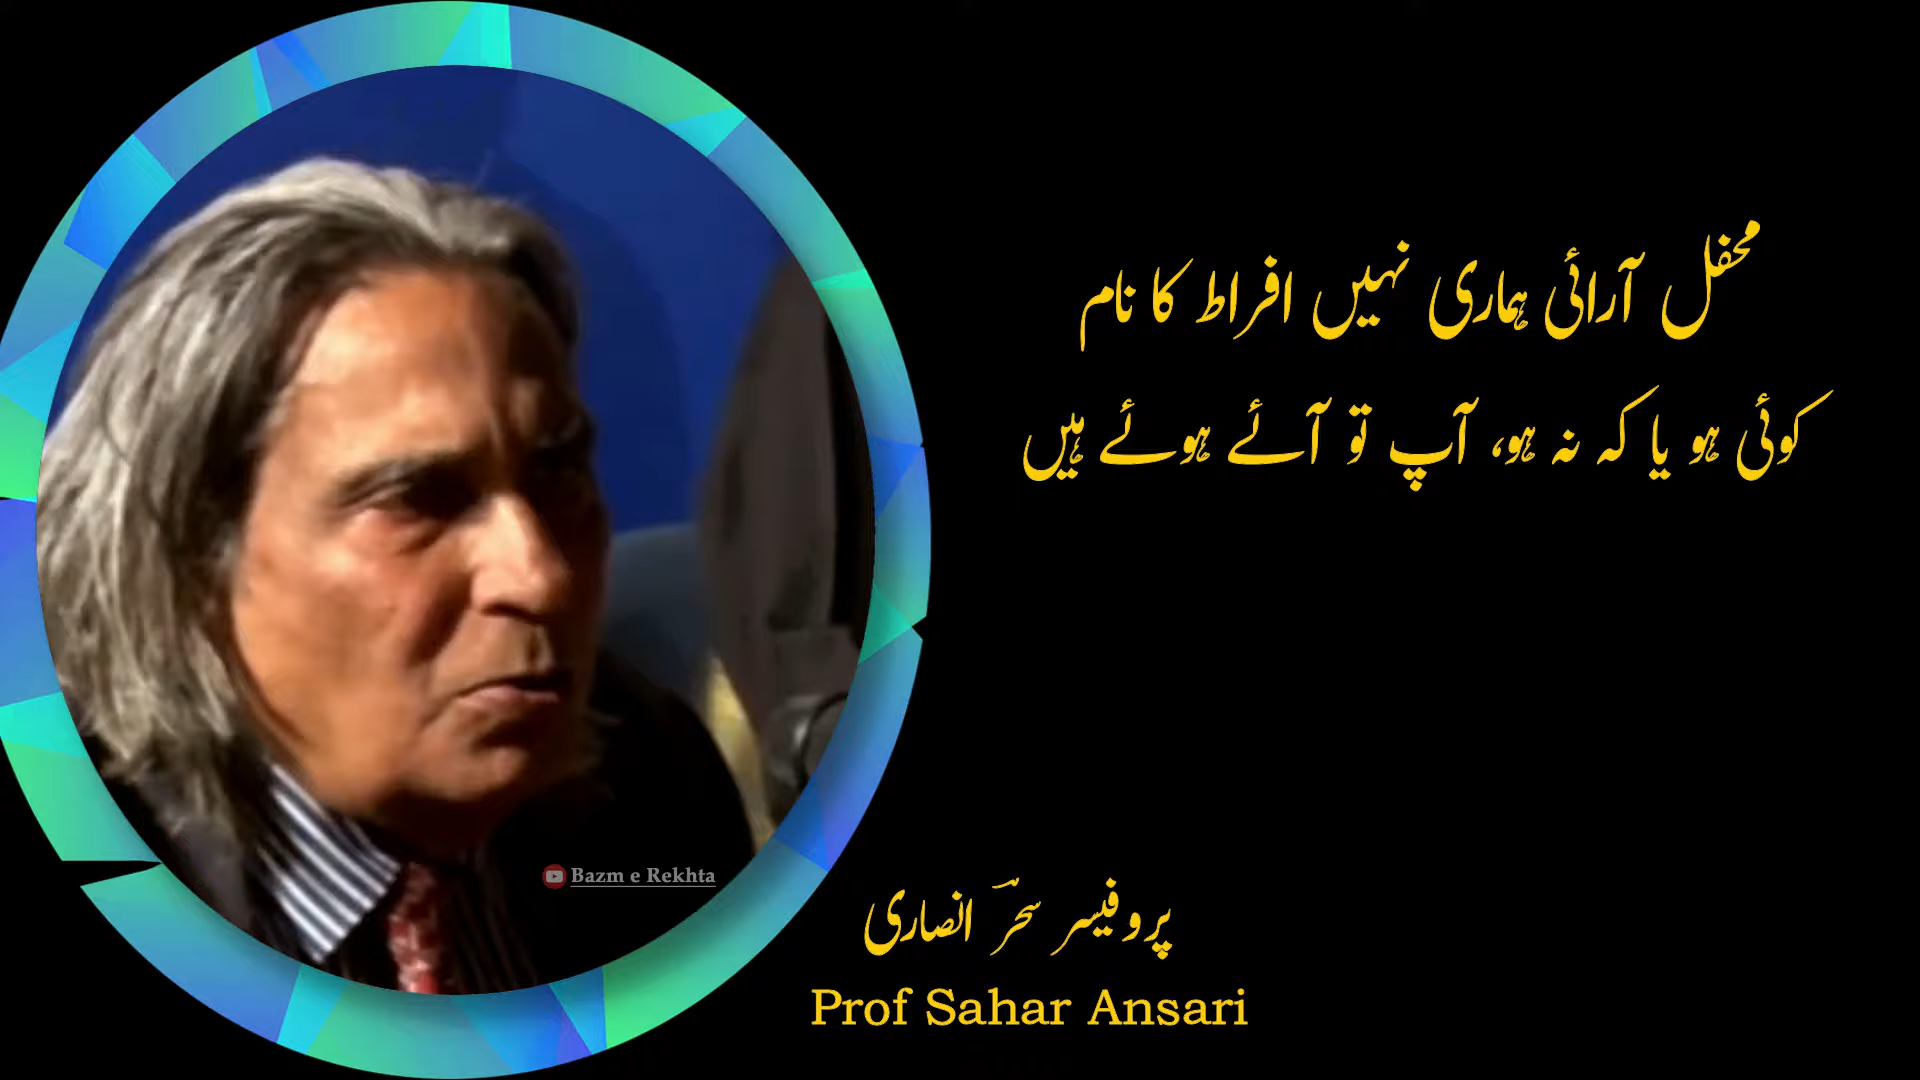 محفل آرائی ہماری نہیں افراط کا نام
کوئی ہو یا کہ نہ ہو، آپ تو آئے ہوئے ہیں
Bazm e Rekhta
پروفیسر سحرؔ انصاری
Prof Sahar Ansari